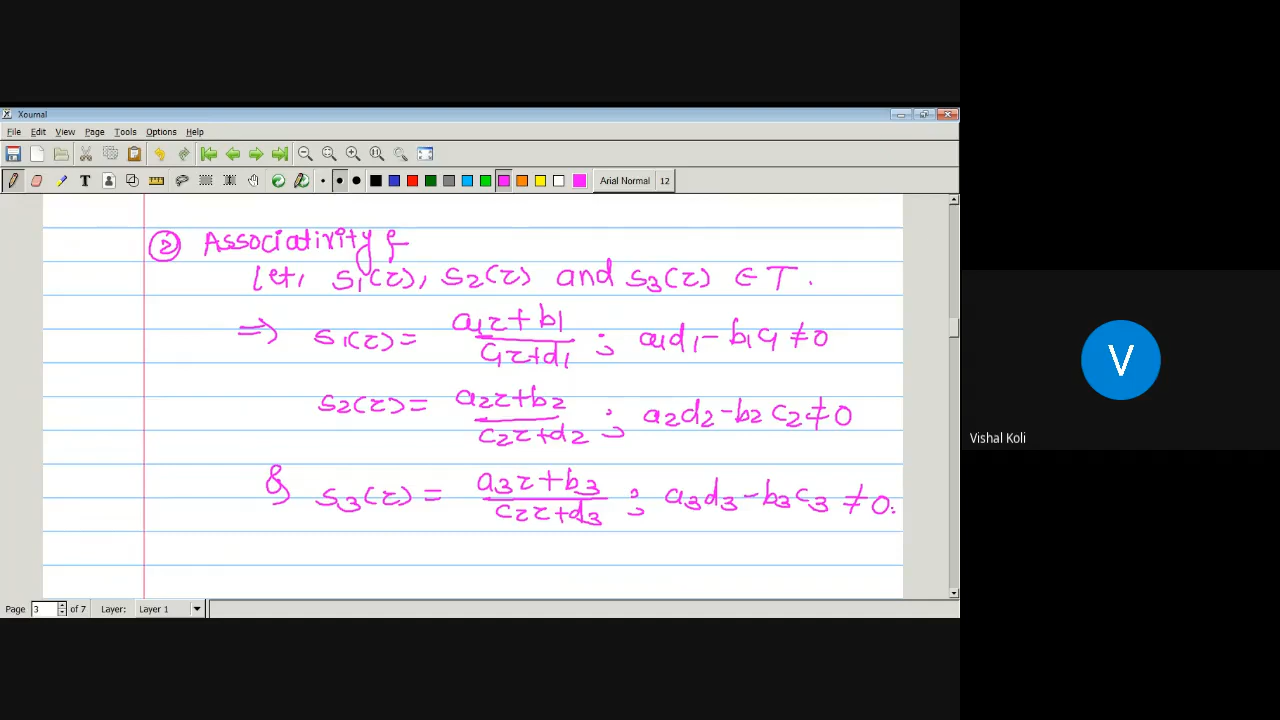 Xournal
File Edit View Page Tools Options Help
Arial Normal 12
② Associativity :
Let, s₁(z), s₂(z) and s₃(z) ∈ T.
⇒ s₁(z) = (a₁z+b₁)/(c₁z+d₁) ; a₁d₁ - b₁c₁ ≠ 0
s₂(z) = (a₂z+b₂)/(c₂z+d₂) ; a₂d₂ - b₂c₂ ≠ 0
& s₃(z) = (a₃z+b₃)/(c₂z+d₃) ; a₃d₃ - b₃c₃ ≠ 0.
Page 3 of 7 Layer: Layer 1
V
Vishal Koli